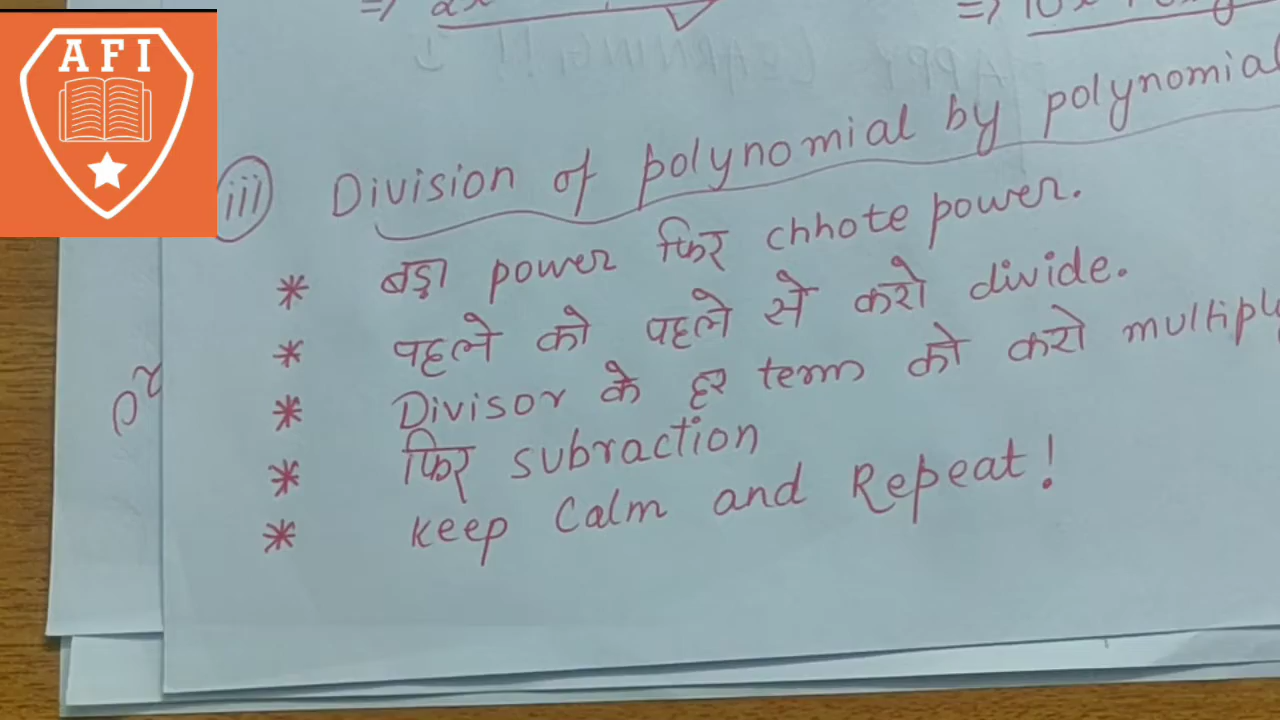 AFI
iii) Division of polynomial by polynomial
* बड़ा power फिर chhote power.
* पहले को पहले से करो divide.
* Divisor के हर term को करो multiply
* फिर subraction
* keep Calm and Repeat!